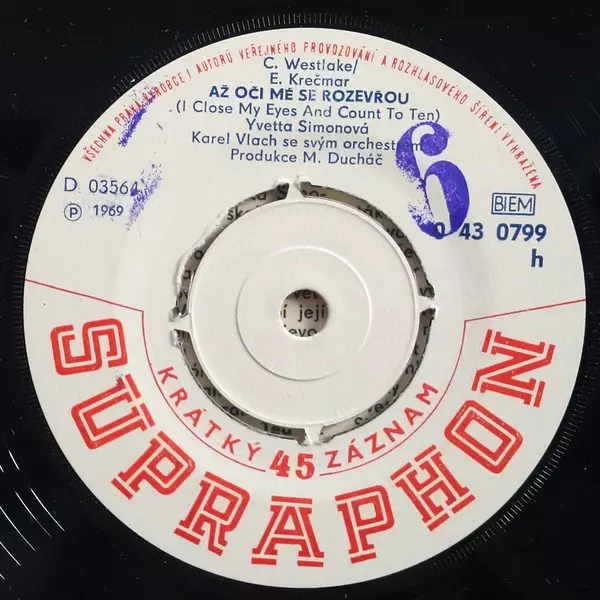 VŠECHNA PRÁVA VÝROBCE I AUTORŮ VEŘEJNÉHO PROVOZOVÁNÍ A ROZHLASOVÉHO ŠÍŘENÍ VYHRAŽENA
C. Westlake/
E. Krečmar
AŽ OČI MÉ SE ROZEVŘOU
(I Close My Eyes And Count To Ten)
Yvetta Simonová
Karel Vlach se svým orchestrem
Produkce M. Ducháč
D 03564
℗ 1969
6
BIEM
0 43 0799
h
í její
KRÁTKÝ 45 ZÁZNAM
SUPRAPHON